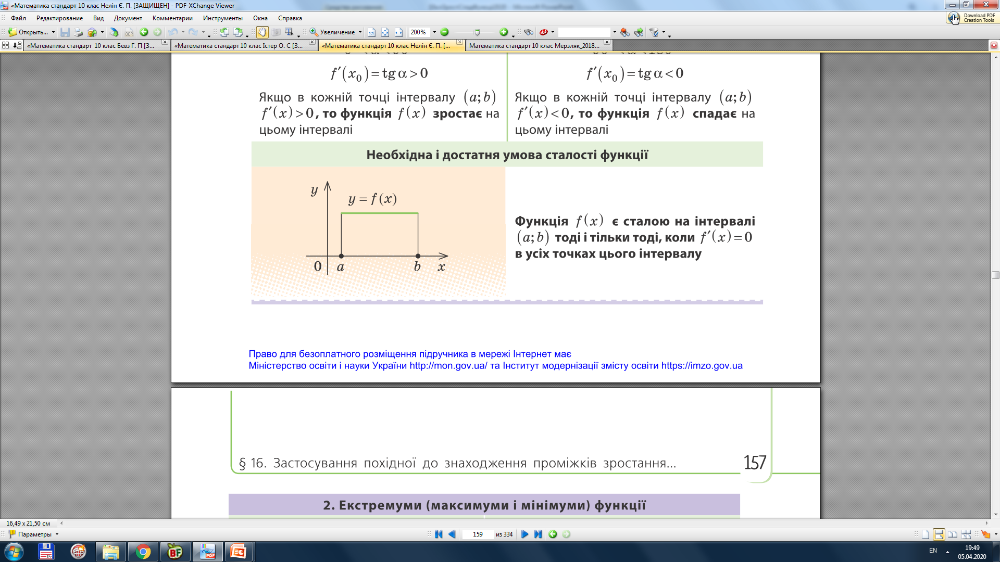 «Математика стандарт 10 клас Нелін Є. П. [ЗАЩИЩЕН] - PDF-XChange Viewer
Файл Редактирование Вид Документ Комментарии Инструменты Окна Справка
Download PDF
Creation Tools
Открыть... OCR Увеличение 200%
«Математика стандарт 10 клас Бевз Г. П [З...
«Математика стандарт 10 клас Істер О. С [З...
«Математика стандарт 10 клас Нелін Є. П. [...
Математика стандарт 10 клас Мерзляк_2018...
f′(x₀) = tg α > 0
Якщо в кожній точці інтервалу (a; b)
f′(x) > 0, то функція f(x) зростає на
цьому інтервалі
f′(x₀) = tg α < 0
Якщо в кожній точці інтервалу (a; b)
f′(x) < 0, то функція f(x) спадає на
цьому інтервалі
Необхідна і достатня умова сталості функції
y
y = f(x)
0 a b x
Функція f(x) є сталою на інтервалі
(a; b) тоді і тільки тоді, коли f′(x) = 0
в усіх точках цього інтервалу
Право для безоплатного розміщення підручника в мережі Інтернет має
Міністерство освіти і науки України http://mon.gov.ua/ та Інститут модернізації змісту освіти https://imzo.gov.ua
§ 16. Застосування похідної до знаходження проміжків зростання...
157
2. Екстремуми (максимуми і мінімуми) функції
16,49 x 21,50 см
Параметры
159 из 334
EN
19:49
05.04.2020